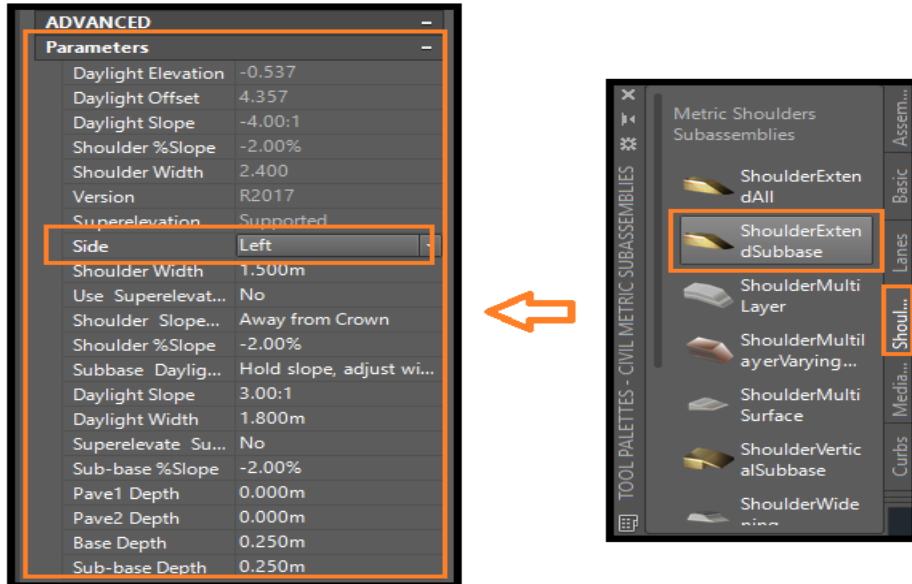 ADVANCED
Parameters
Daylight Elevation -0.537
Daylight Offset 4.357
Daylight Slope -4.00:1
Shoulder %Slope -2.00%
Shoulder Width 2.400
Version R2017
Superelevation Supported
Side Left
Shoulder Width 1.500m
Use Superelevat... No
Shoulder Slope... Away from Crown
Shoulder %Slope -2.00%
Subbase Daylig... Hold slope, adjust wi...
Daylight Slope 3.00:1
Daylight Width 1.800m
Superelevate Su... No
Sub-base %Slope -2.00%
Pave1 Depth 0.000m
Pave2 Depth 0.000m
Base Depth 0.250m
Sub-base Depth 0.250m
TOOL PALETTES - CIVIL METRIC SUBASSEMBLIES
Metric Shoulders
Subassemblies
ShoulderExten
dAll
ShoulderExten
dSubbase
ShoulderMulti
Layer
ShoulderMultil
ayerVarying...
ShoulderMulti
Surface
ShoulderVertic
alSubbase
ShoulderWide
ning
Assem...
Basic
Lanes
Shoul...
Media...
Curbs